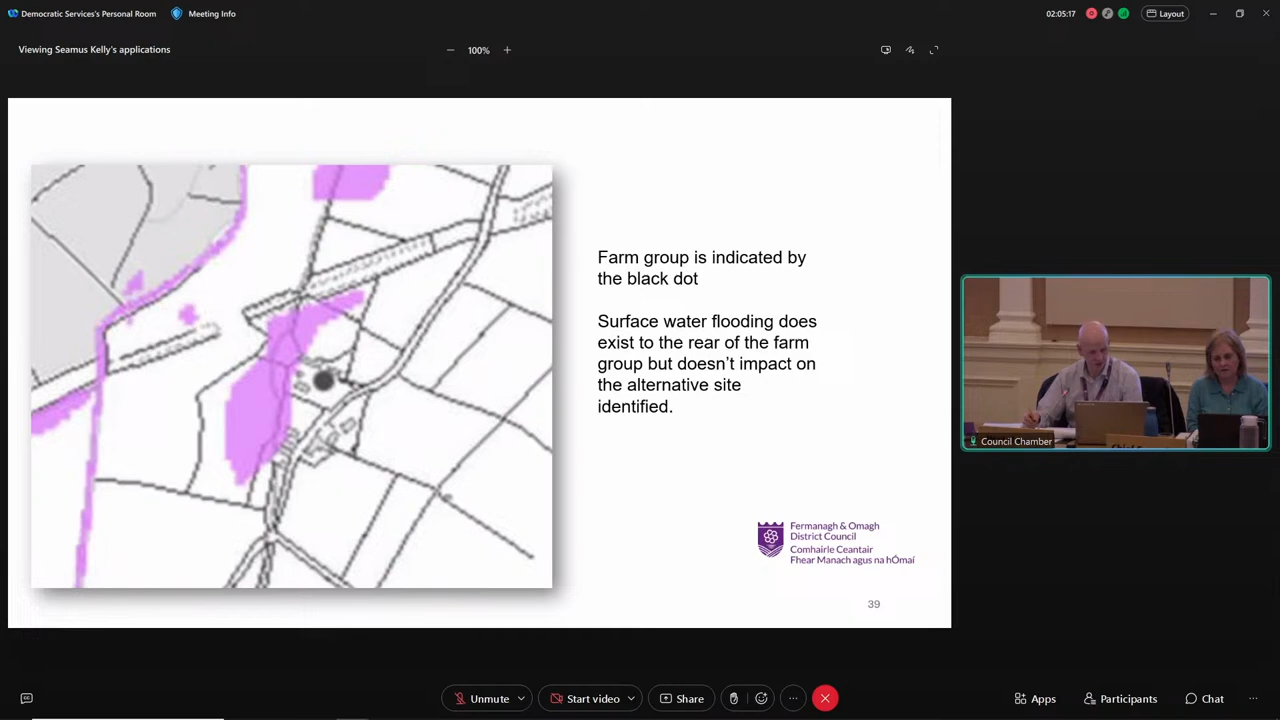 Democratic Services's Personal Room
Meeting Info
02:05:17
Layout
Viewing Seamus Kelly's applications
100%
Farm group is indicated by
the black dot
Surface water flooding does
exist to the rear of the farm
group but doesn’t impact on
the alternative site
identified.
Council Chamber
Fermanagh & Omagh
District Council
Comhairle Ceantair
Fhear Manach agus na hÓmaí
39
Unmute
Start video
Share
Apps
Participants
Chat